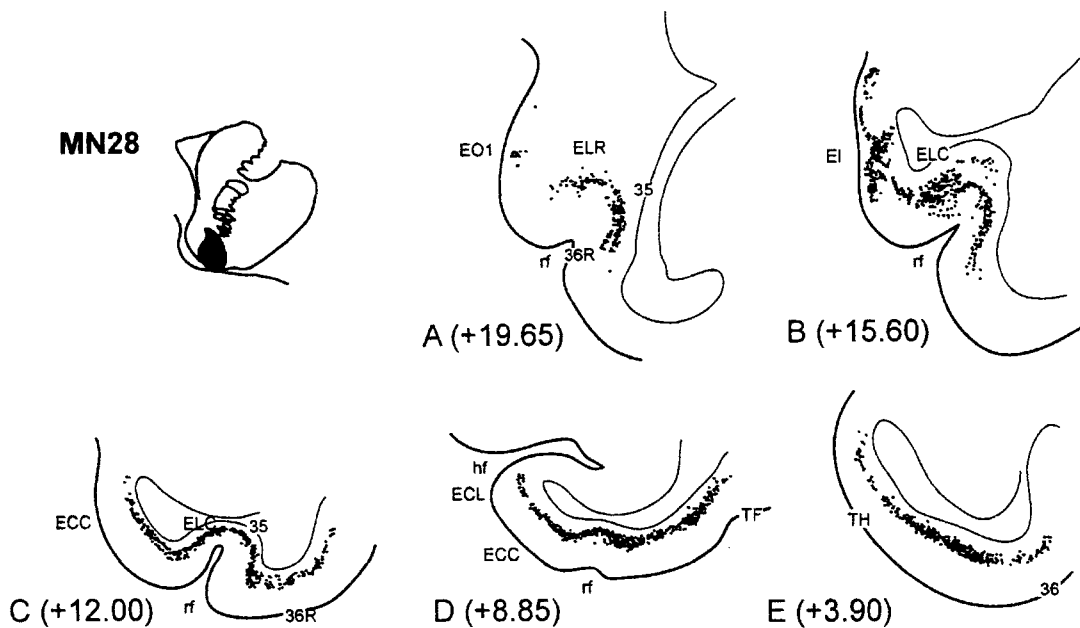 MN28
EO1
ELR
35
36R
rf
A (+19.65)
EI
ELC
rf
B (+15.60)
ECC
ELC
35
rf
36R
C (+12.00)
hf
ECL
TF
ECC
rf
D (+8.85)
TH
36
E (+3.90)